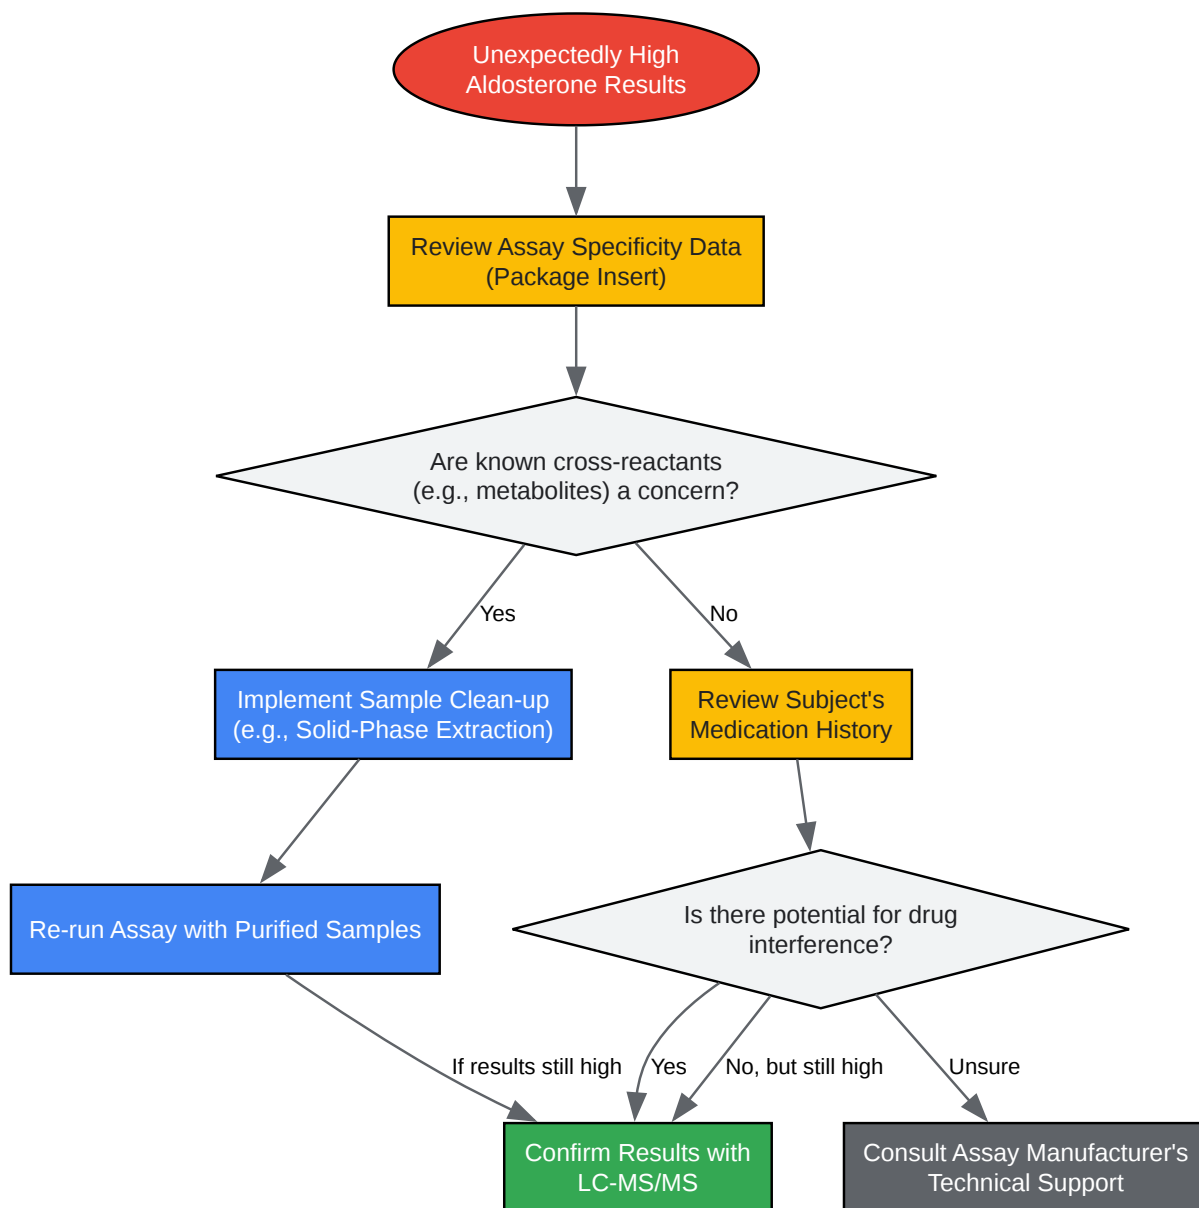 Unexpectedly High
Aldosterone Results
Review Assay Specificity Data
(Package Insert)
Are known cross-reactants
(e.g., metabolites) a concern?
Yes
No
Implement Sample Clean-up
(e.g., Solid-Phase Extraction)
Review Subject's
Medication History
Re-run Assay with Purified Samples
Is there potential for drug
interference?
If results still high
Yes
No, but still high
Unsure
Confirm Results with
LC-MS/MS
Consult Assay Manufacturer's
Technical Support